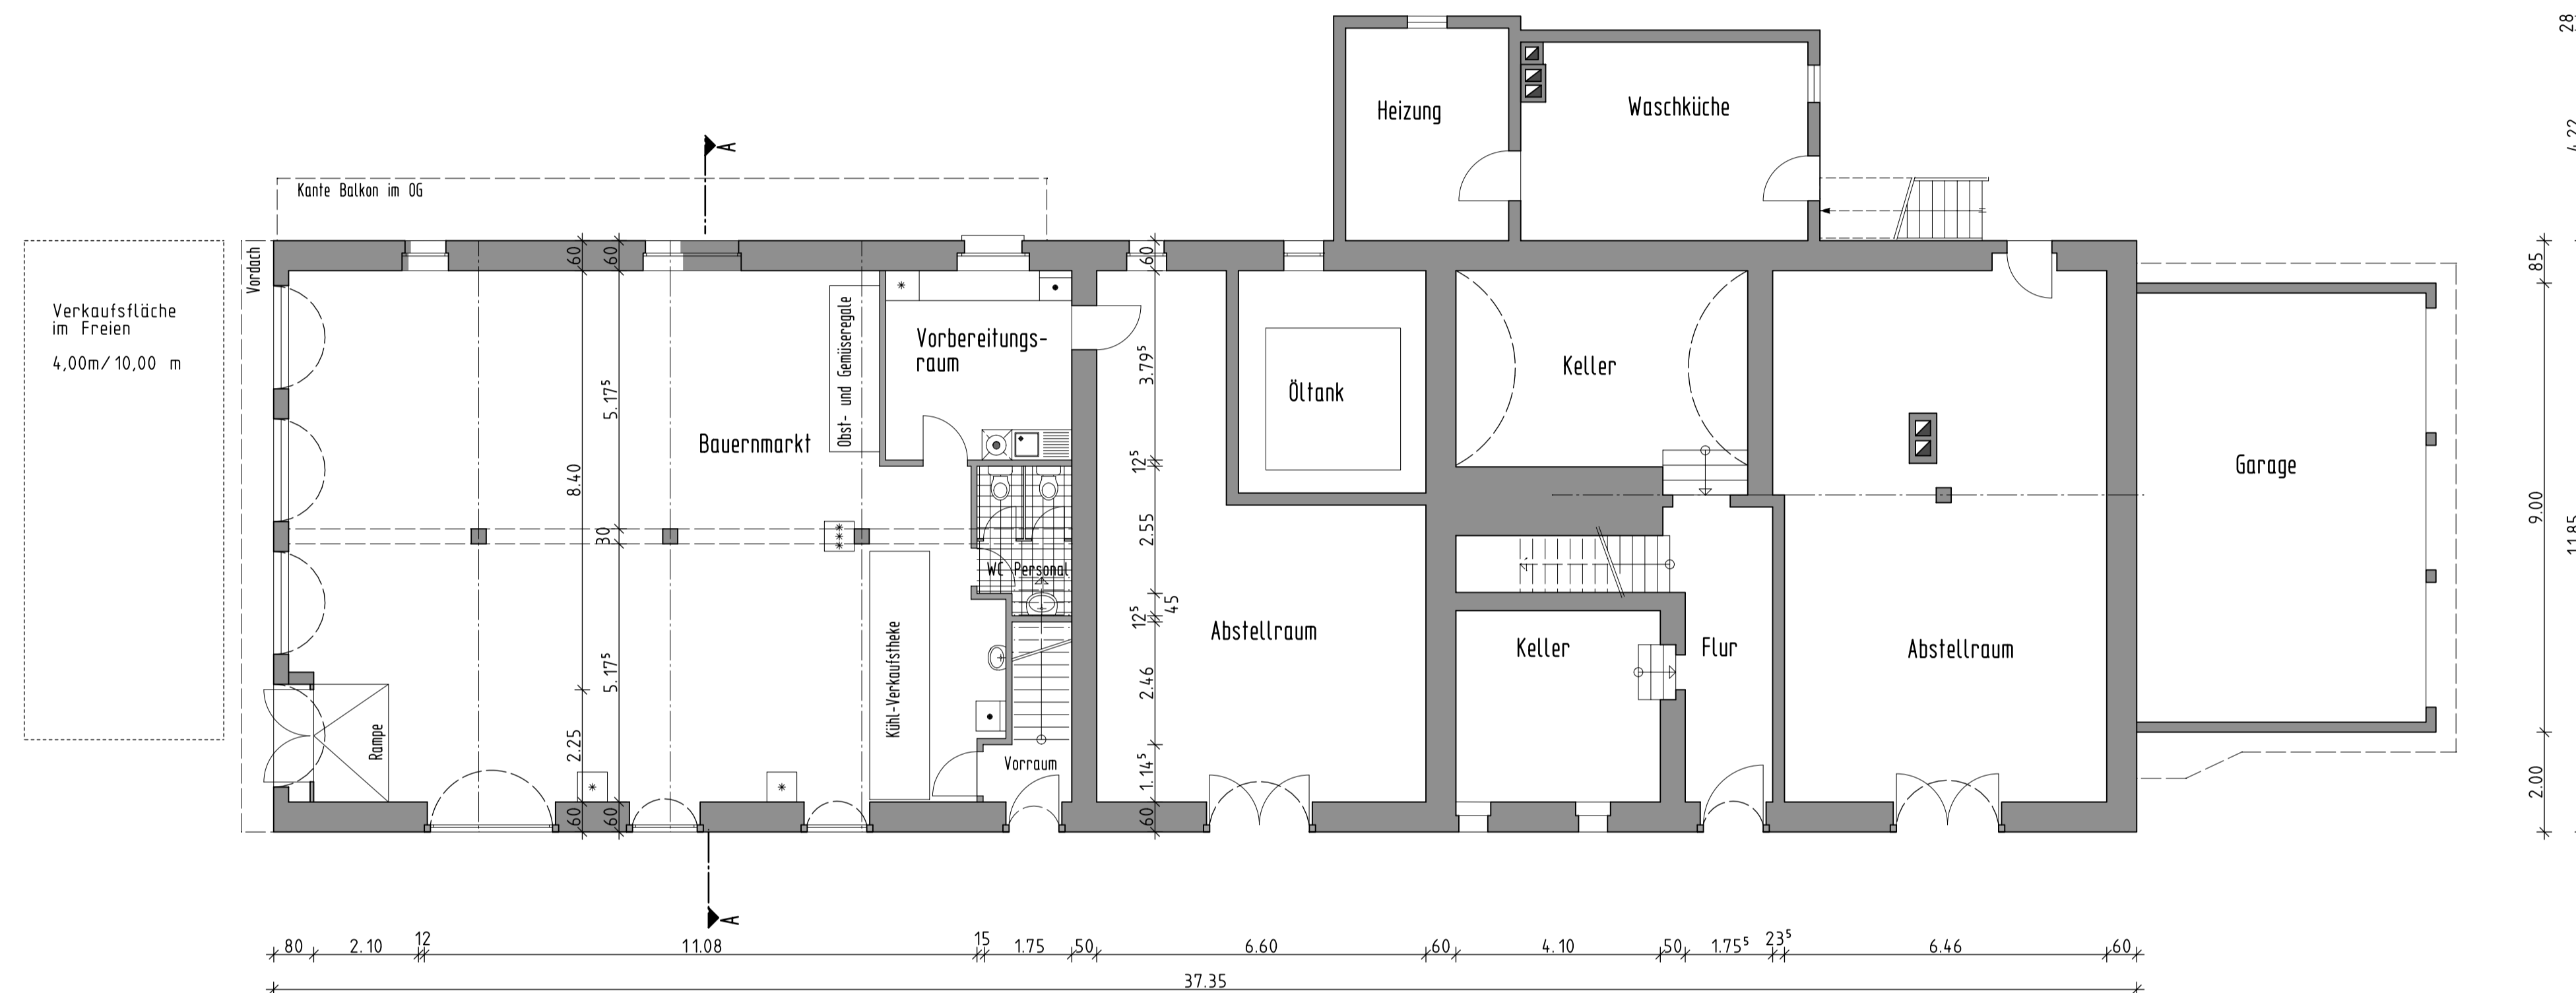 28
Heizung
Waschküche
4.22
A
Kante Balkon im OG
Vordach
Verkaufsfläche
im Freien
4,00m/10,00 m
60
60
60
85
Obst- und Gemüseregale
Vorbereitungs-
raum
3.79⁵
5.17⁵
Keller
Öltank
Bauernmarkt
Garage
8.40
12⁵
9.00
30
2.55
11.85
WC Personal
45
12⁵
Abstellraum
Kühl-Verkaufstheke
Keller
Flur
Abstellraum
5.17⁵
2.46
Rampe
2.25
Vorraum
1.14⁵
2.00
60
60
60
A
80
2.10
12
11.08
15
1.75
50
6.60
60
4.10
50
1.75⁵
23⁵
6.46
60
37.35